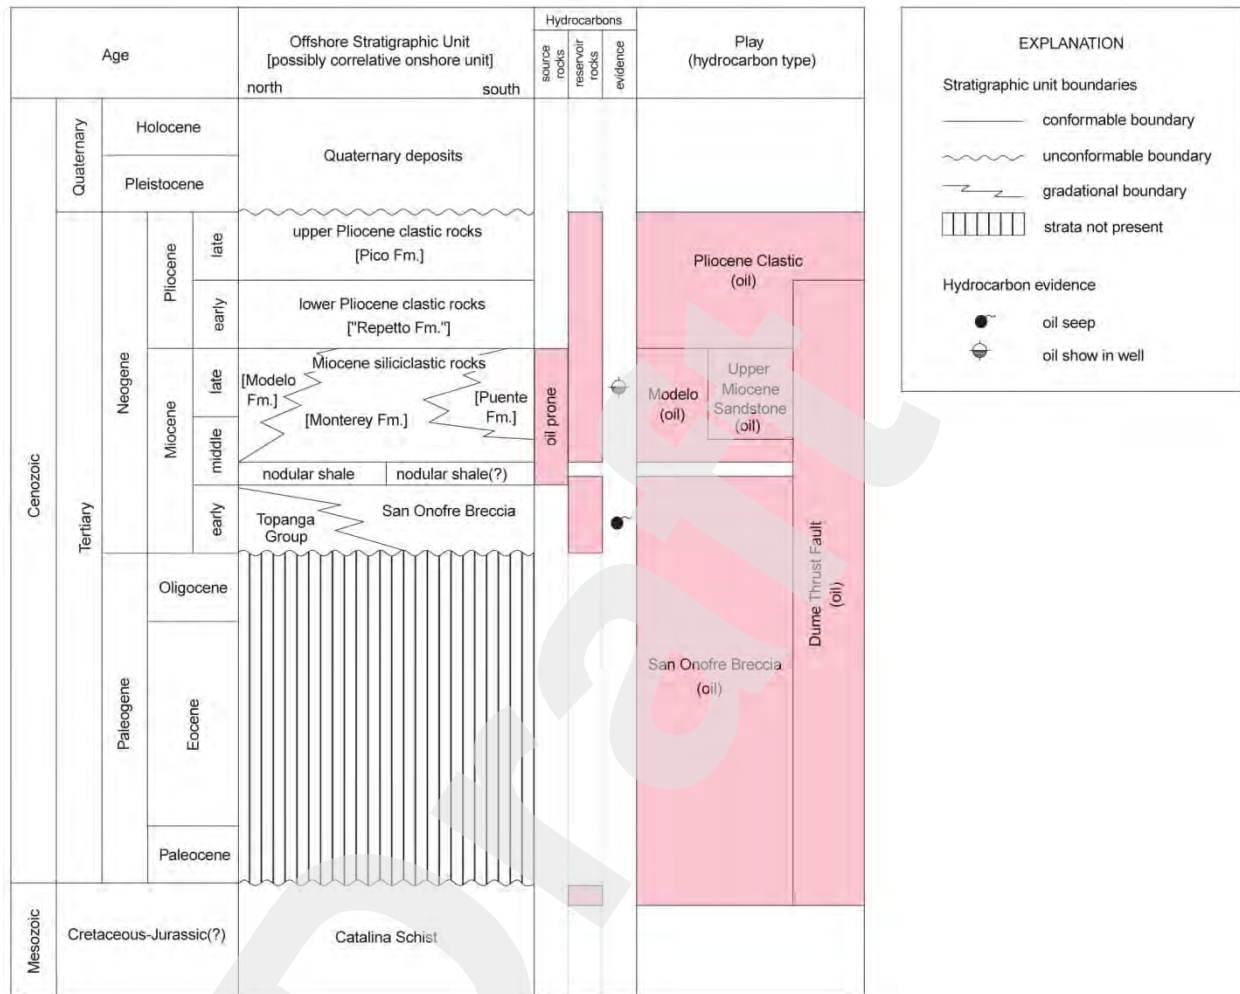 Age
Offshore Stratigraphic Unit
[possibly correlative onshore unit]
north
south
Hydrocarbons
source
rocks
reservoir
rocks
evidence
Play
(hydrocarbon type)
Cenozoic
Quaternary
Holocene
Pleistocene
Quaternary deposits
Tertiary
Neogene
Pliocene
late
upper Pliocene clastic rocks
[Pico Fm.]
Pliocene Clastic
(oil)
early
lower Pliocene clastic rocks
["Repetto Fm."]
Miocene
late
Miocene siliciclastic rocks
[Modelo
Fm.]
[Monterey Fm.]
[Puente
Fm.]
oil prone
Modelo
(oil)
Upper
Miocene
Sandstone
(oil)
middle
nodular shale
nodular shale(?)
early
Topanga
Group
San Onofre Breccia
Dume Thrust Fault
(oil)
Paleogene
Oligocene
Eocene
San Onofre Breccia
(oil)
Paleocene
Mesozoic
Cretaceous-Jurassic(?)
Catalina Schist
EXPLANATION
Stratigraphic unit boundaries
conformable boundary
unconformable boundary
gradational boundary
strata not present
Hydrocarbon evidence
oil seep
oil show in well
Draft